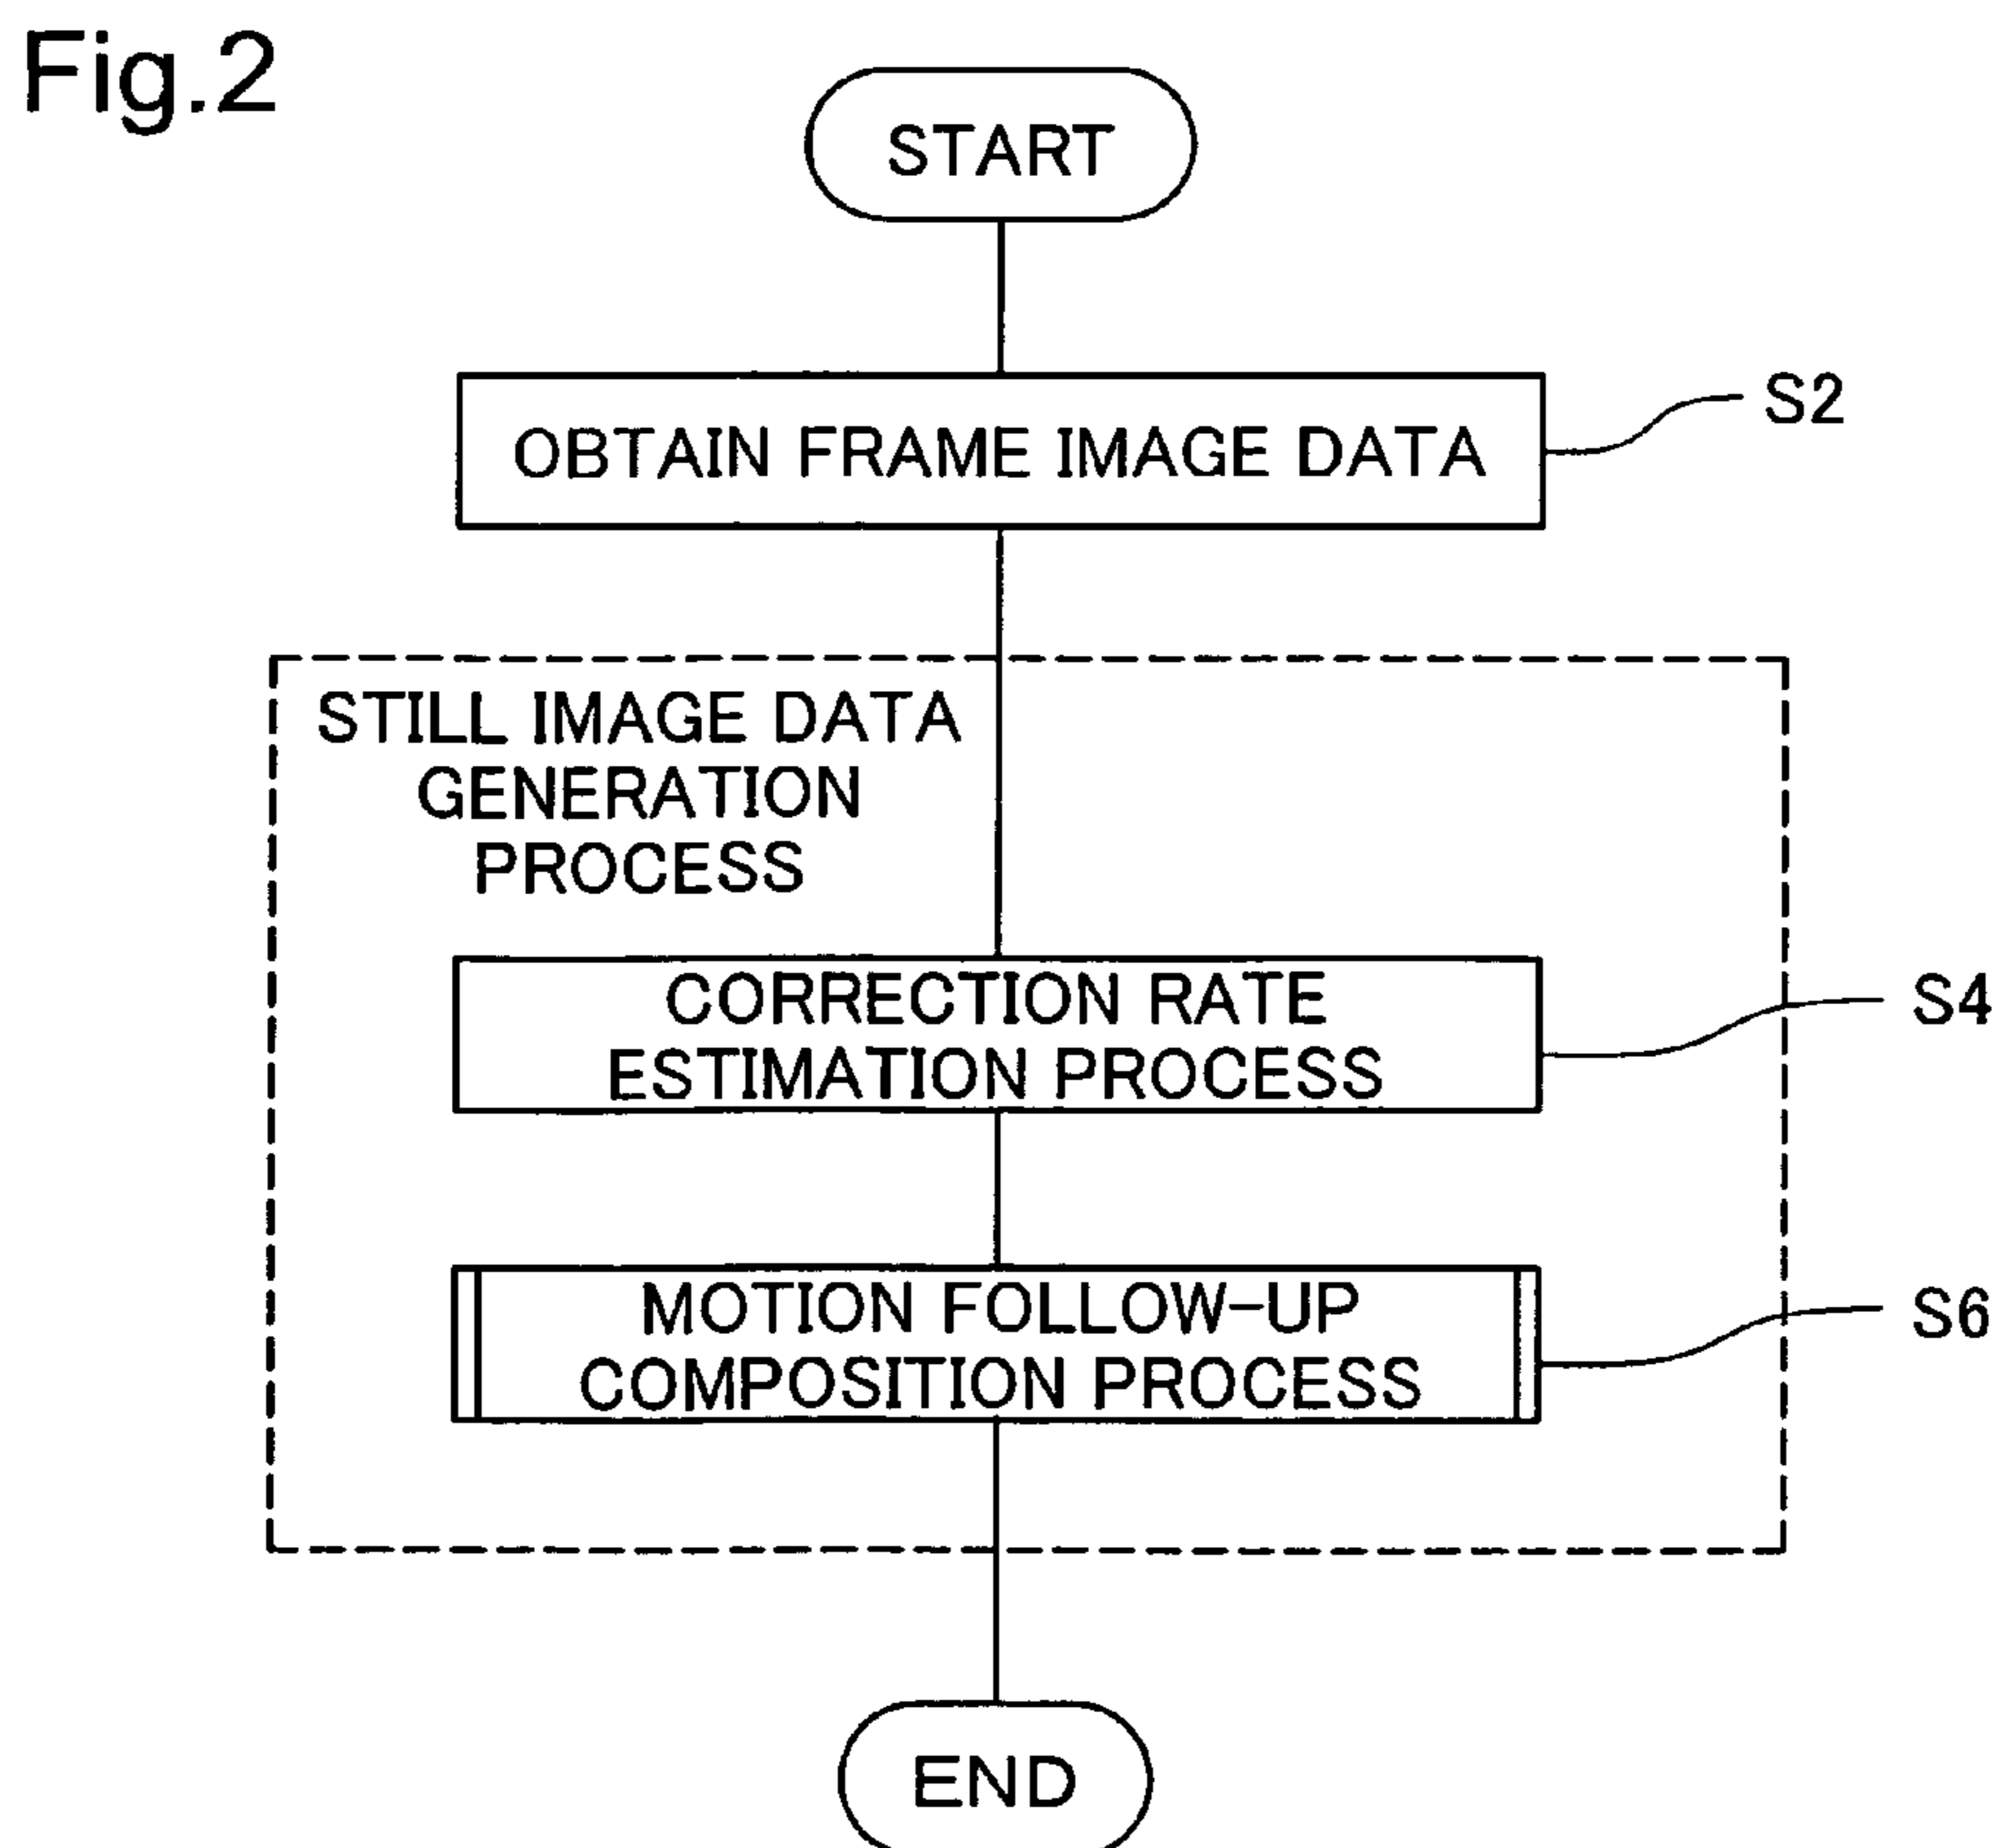 Fig.2
START
OBTAIN FRAME IMAGE DATA
S2
STILL IMAGE DATA
GENERATION
PROCESS
CORRECTION RATE
ESTIMATION PROCESS
S4
MOTION FOLLOW-UP
COMPOSITION PROCESS
S6
END